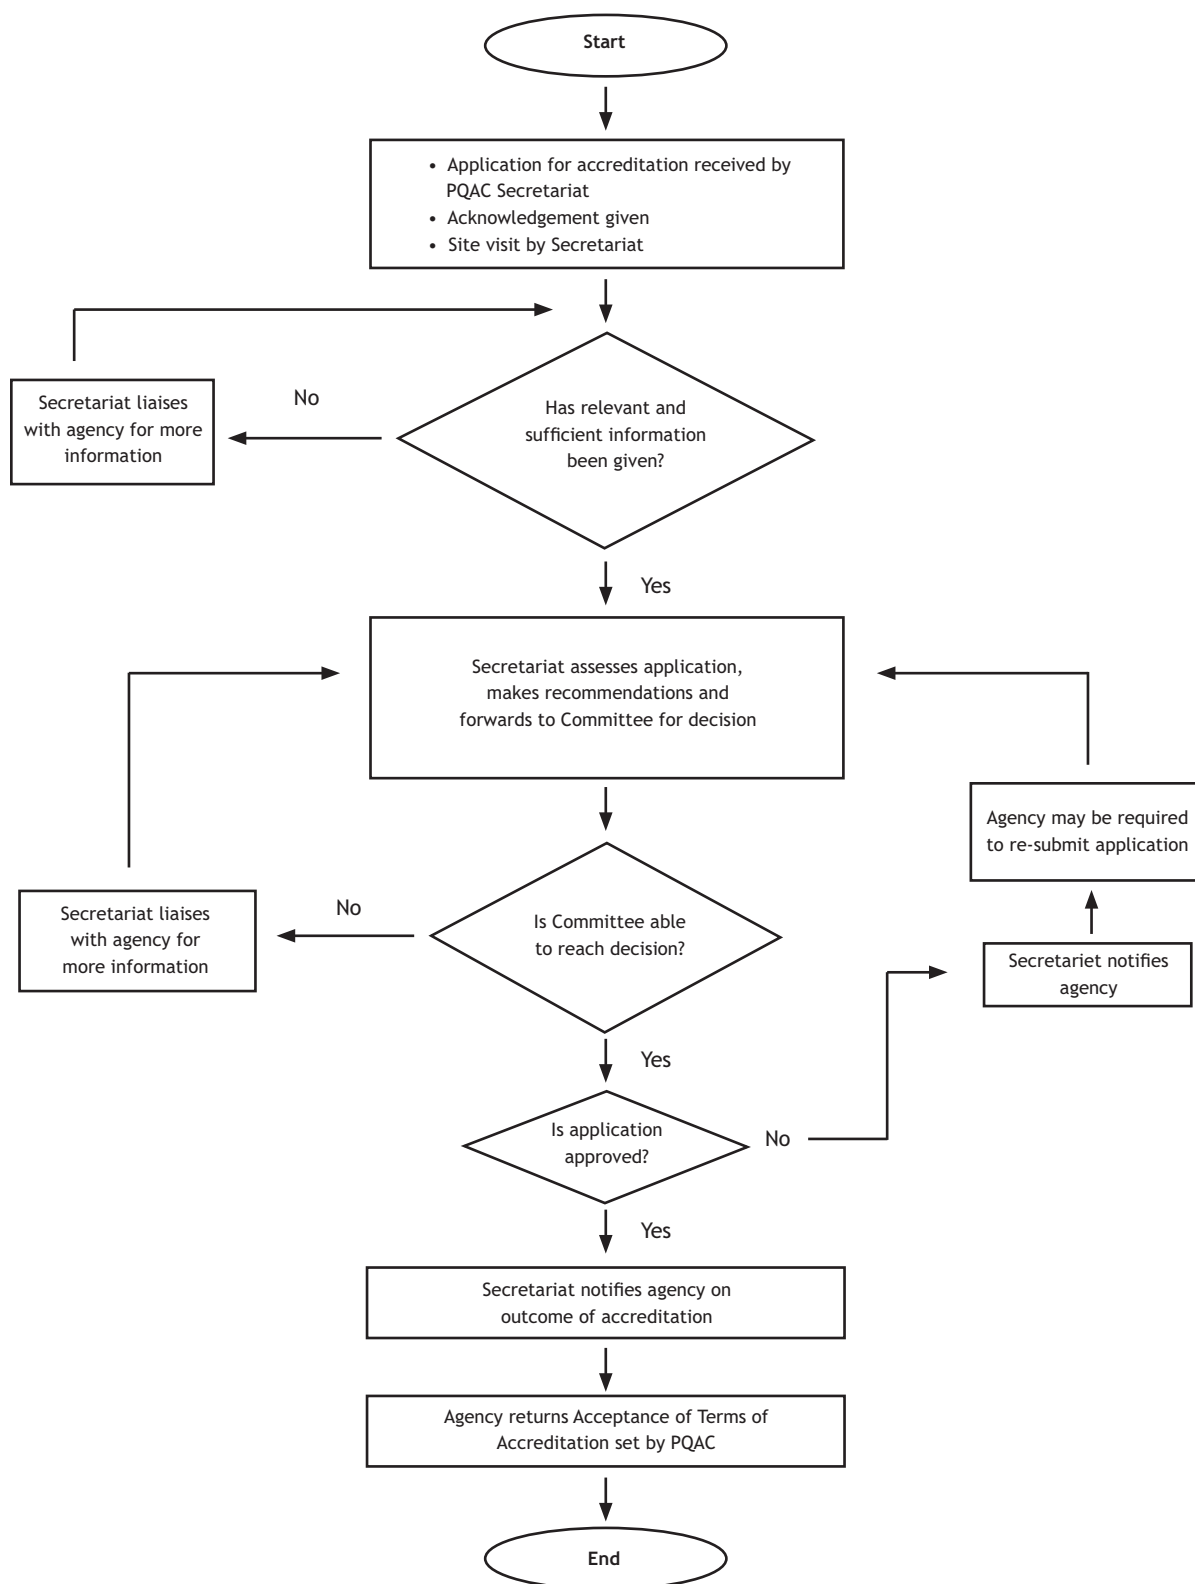 Start
• Application for accreditation received by
PQAC Secretariat
• Acknowledgement given
• Site visit by Secretariat
Secretariat liaises
with agency for more
information
No
Has relevant and
sufficient information
been given?
Yes
Secretariat assesses application,
makes recommendations and
forwards to Committee for decision
Agency may be required
to re-submit application
Secretariat liaises
with agency for
more information
No
Is Committee able
to reach decision?
Secretariet notifies
agency
Yes
Is application
approved?
No
Yes
Secretariat notifies agency on
outcome of accreditation
Agency returns Acceptance of Terms of
Accreditation set by PQAC
End